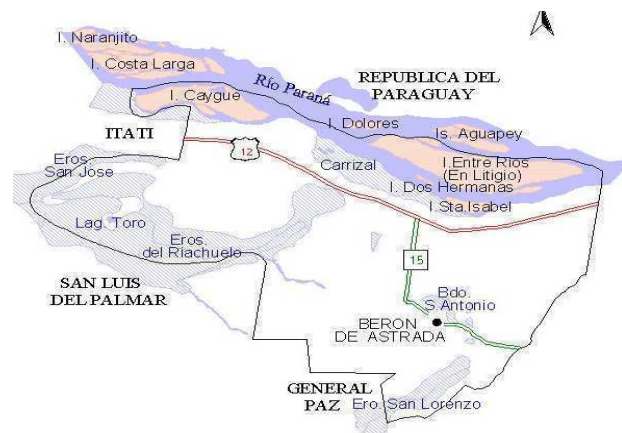 I. Naranjito
I. Costa Larga
Río Paraná
REPUBLICA DEL
PARAGUAY
I. Caygue
I. Dolores
Is. Aguapey
ITATI
12
Carrizal
I.Entre Rios
(En Litigio)
Eros.
San Jose
I. Dos Hermanas
I.Sta.Isabel
Lag. Toro
Eros.
del Riachuelo
15
SAN LUIS
DEL PALMAR
Bdo.
S.Antonio
BERON
DE ASTRADA
GENERAL
PAZ
Ero. San Lorenzo